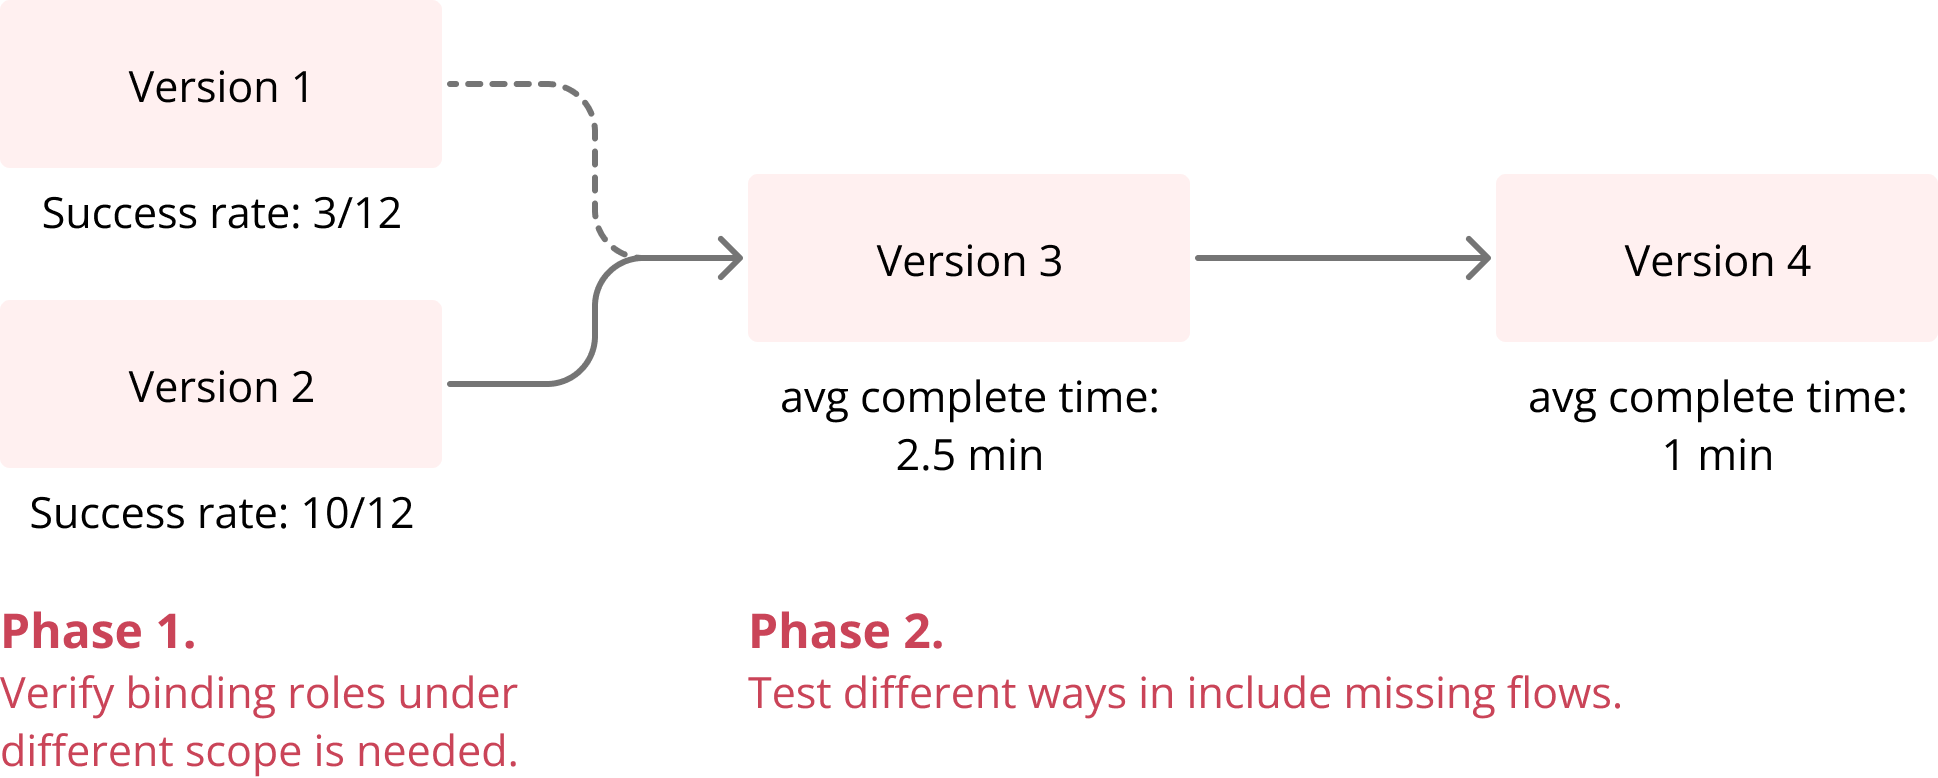 Version 1
Success rate: 3/12
Version 2
Success rate: 10/12
Version 3
avg complete time:
2.5 min
Version 4
avg complete time:
1 min
Phase 1.
Verify binding roles under
different scope is needed.
Phase 2.
Test different ways in include missing flows.